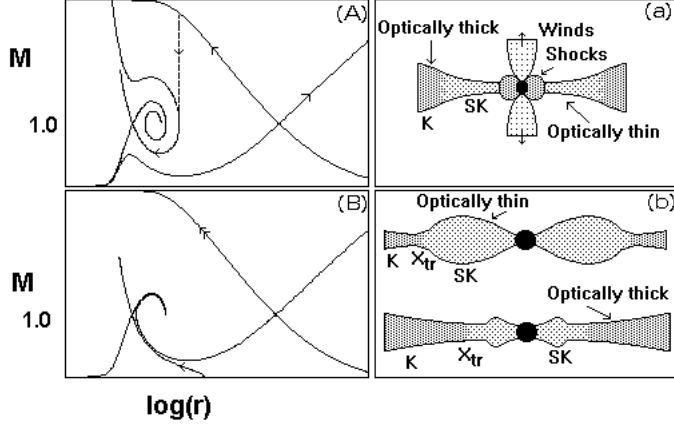 (A)
M
1.0
(a)
Optically thick
Winds
Shocks
K
SK
Optically thin
(B)
M
1.0
log(r)
(b)
Optically thin
K
Xtr
SK
Optically thick
K
Xtr
SK